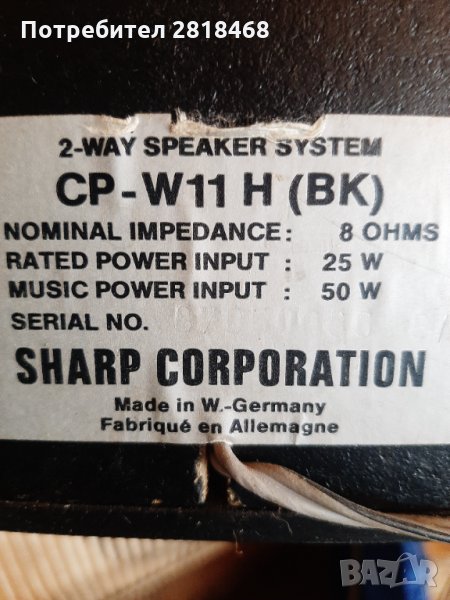 Потребител 2818468
2-WAY SPEAKER SYSTEM
CP-W11 H (BK)
NOMINAL IMPEDANCE: 8 OHMS
RATED POWER INPUT : 25 W
MUSIC POWER INPUT : 50 W
SERIAL NO.
SHARP CORPORATION
Made in W.-Germany
Fabriqué en Allemagne
BAZAR